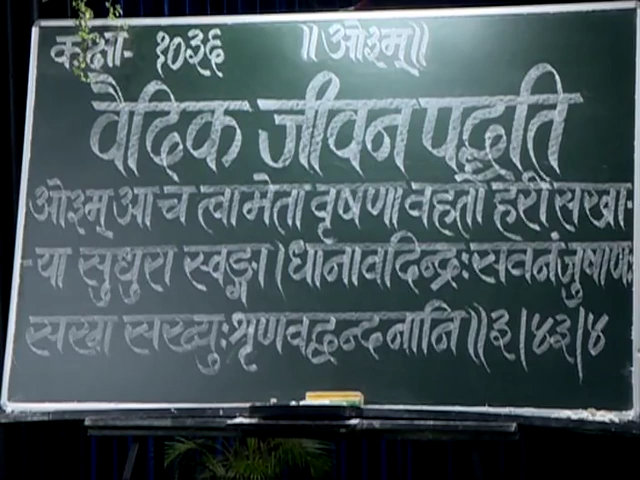 कक्षा- १०३६ ॥ओ३म्॥
वैदिक जीवन पद्धति
ओ३म् आ च त्वामेता वृषणा वहतो हरी सखा-
-या सुधुरा स्वङ्गा।धानावदिन्द्रः सवनंजुषाणः
सखा सख्युःश्रृणवद्वन्दनानि॥३।४३।४